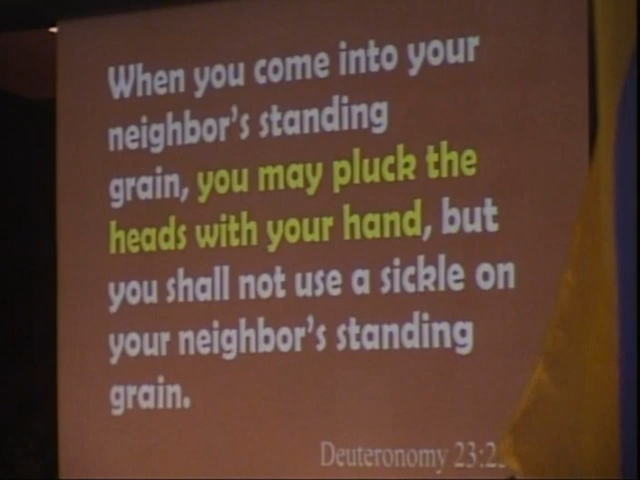 When you come into your
neighbor's standing
grain, you may pluck the
heads with your hand, but
you shall not use a sickle on
your neighbor's standing
grain.
Deuteronomy 23:2